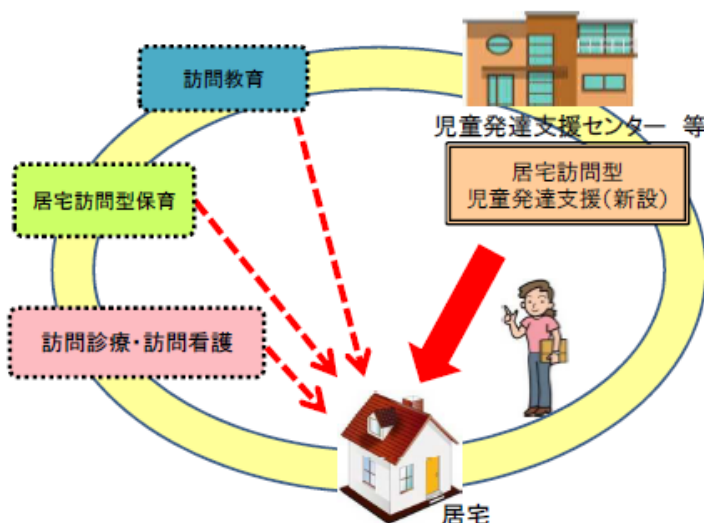 訪問教育
児童発達支援センター 等
居宅訪問型
児童発達支援(新設)
居宅訪問型保育
訪問診療・訪問看護
居宅